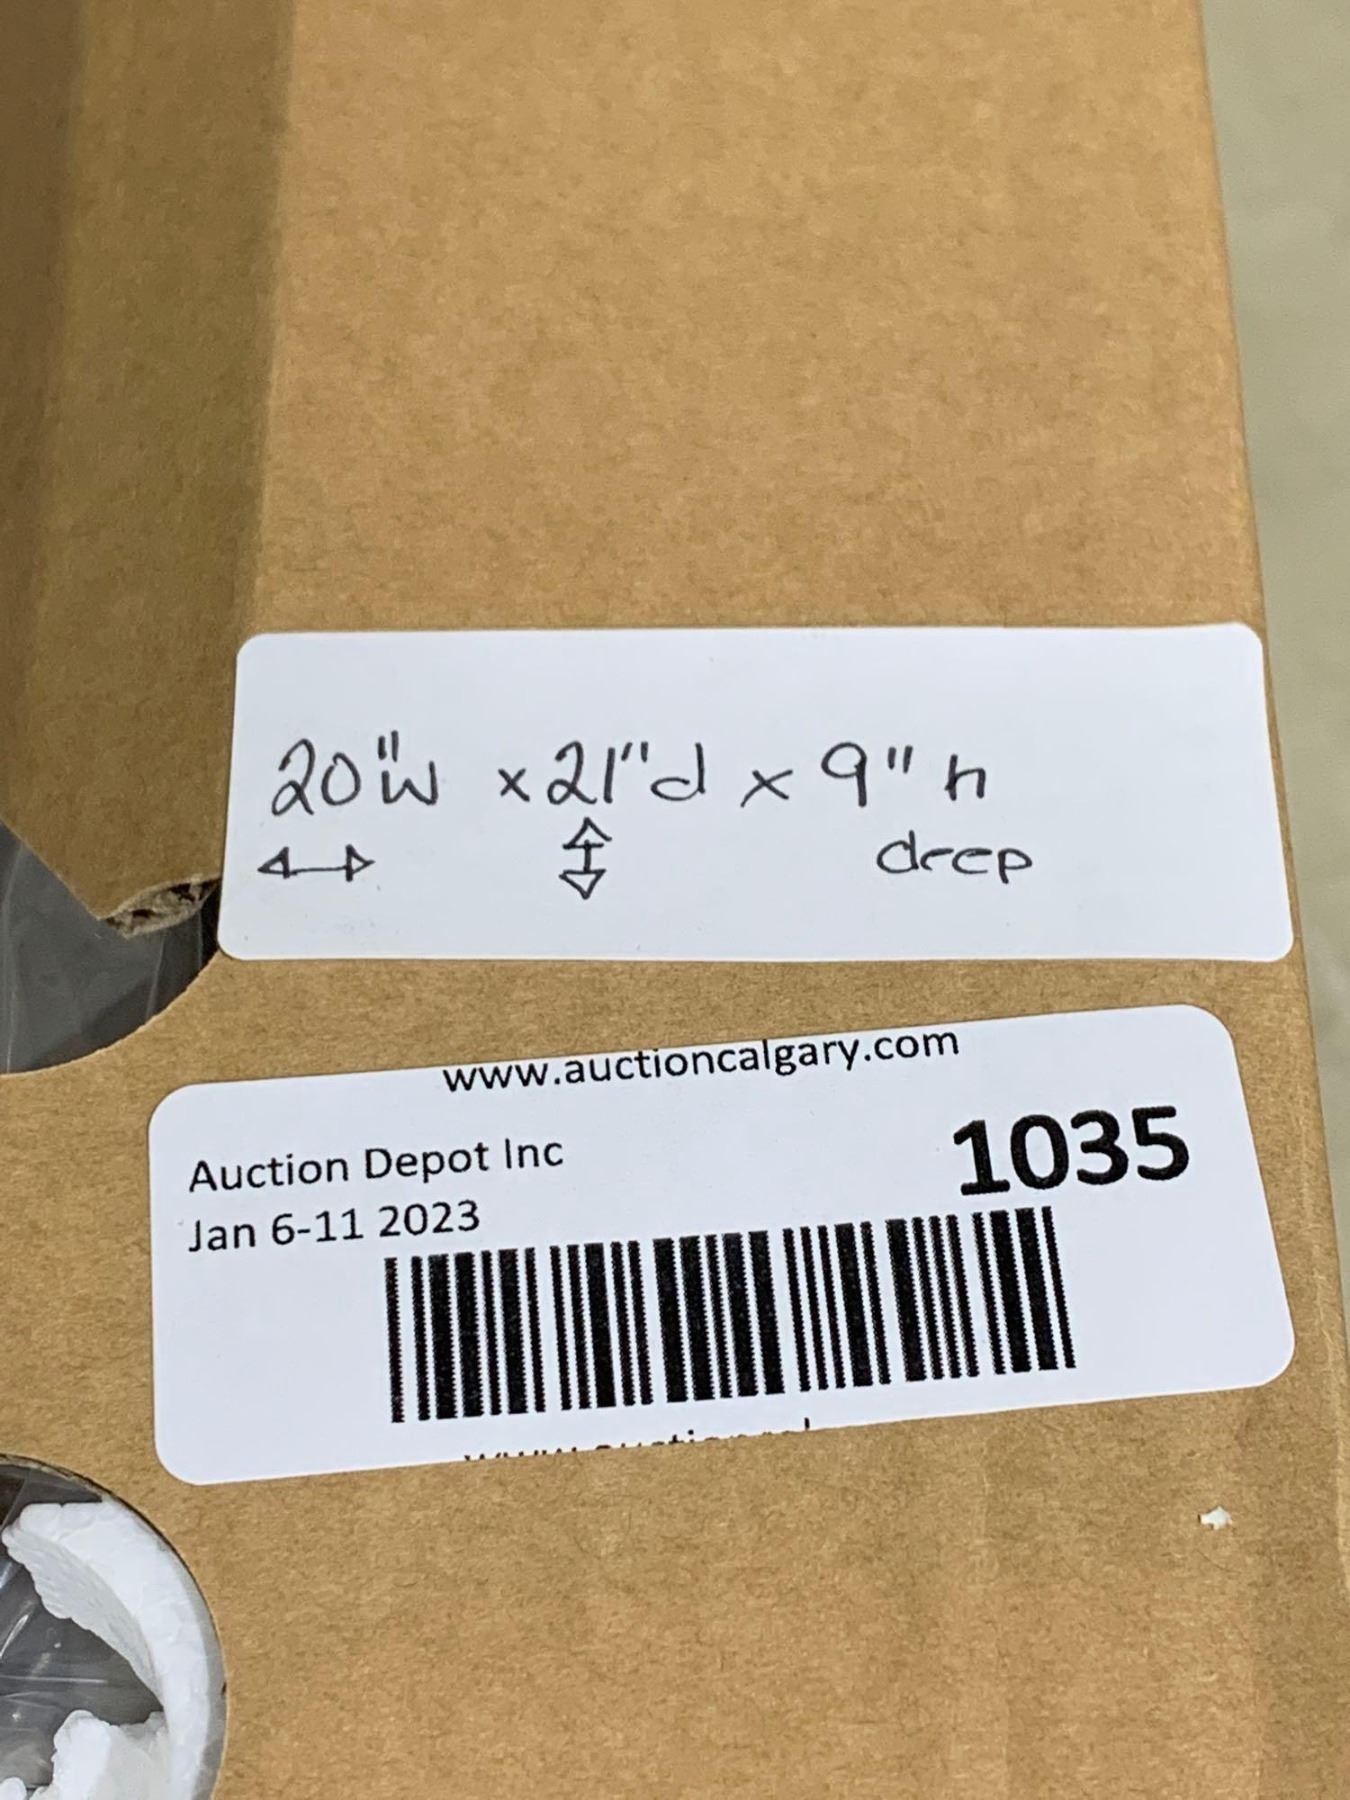 20"w x 21"d x 9" h
deep
www.auctioncalgary.com
Auction Depot Inc
1035
Jan 6-11 2023